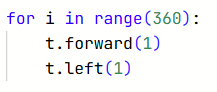 for i in range(360):
    t.forward(1)
    t.left(1)